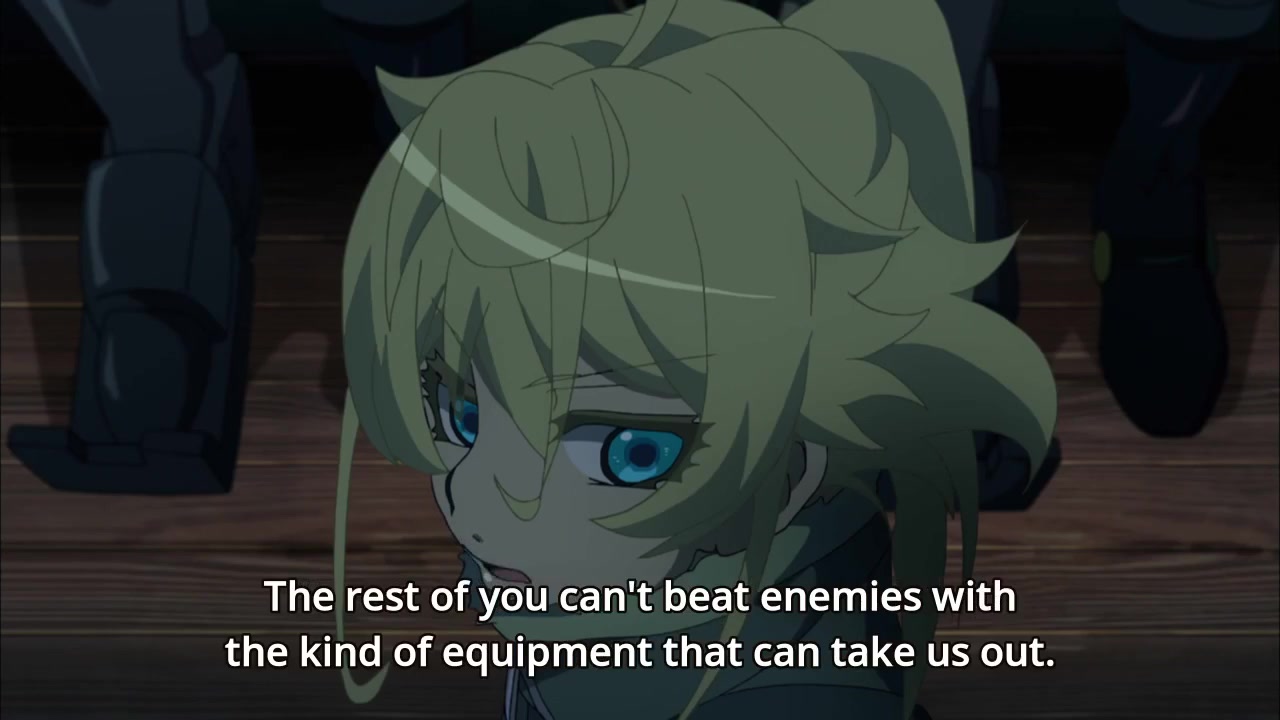 The rest of you can't beat enemies with
the kind of equipment that can take us out.